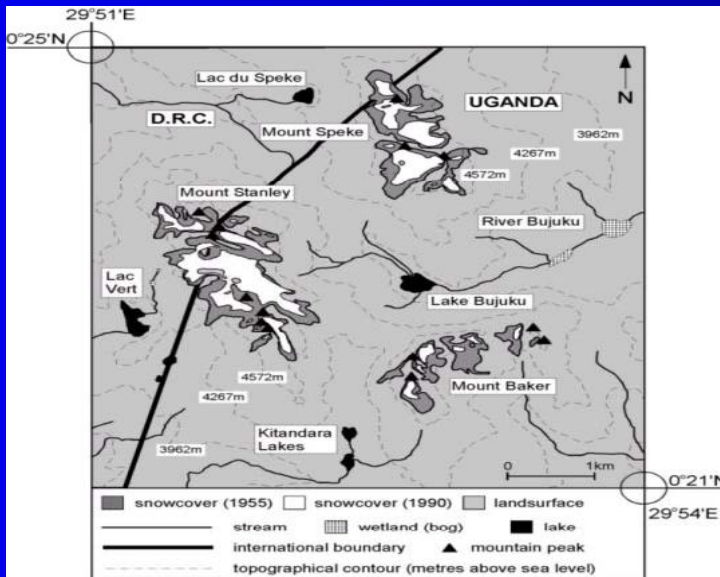 29°51'E
0°25'N
Lac du Speke
D.R.C.
UGANDA
N
Mount Speke
3962m
4267m
4572m
Mount Stanley
River Bujuku
Lac
Vert
Lake Bujuku
4572m
Mount Baker
4267m
Kitandara
Lakes
3962m
0 1km
0°21'N
29°54'E
snowcover (1955) snowcover (1990) landsurface
stream wetland (bog) lake
international boundary mountain peak
topographical contour (metres above sea level)